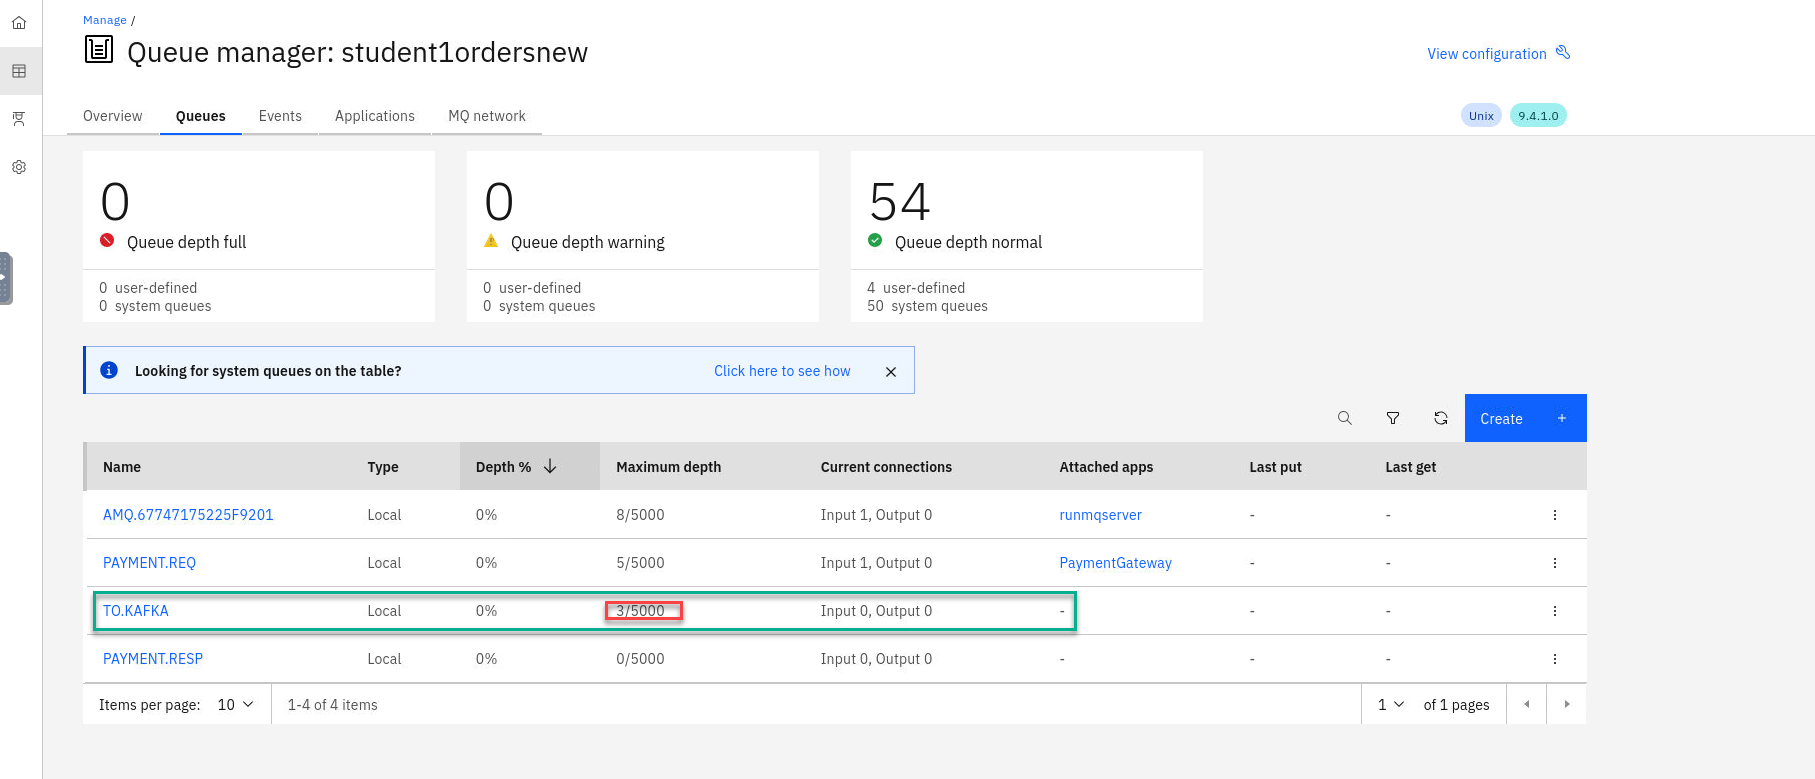 Manage /
Queue manager: student1ordersnew
View configuration
Overview Queues Events Applications MQ network
Unix 9.4.1.0
0
Queue depth full
0 user-defined
0 system queues
0
Queue depth warning
0 user-defined
0 system queues
54
Queue depth normal
4 user-defined
50 system queues
Looking for system queues on the table? Click here to see how
Create +
Name Type Depth % Maximum depth Current connections Attached apps Last put Last get
AMQ.67747175225F9201 Local 0% 8/5000 Input 1, Output 0 runmqserver - -
PAYMENT.REQ Local 0% 5/5000 Input 1, Output 0 PaymentGateway - -
TO.KAFKA Local 0% 3/5000 Input 0, Output 0 - - -
PAYMENT.RESP Local 0% 0/5000 Input 0, Output 0 - - -
Items per page: 10 1-4 of 4 items 1 of 1 pages